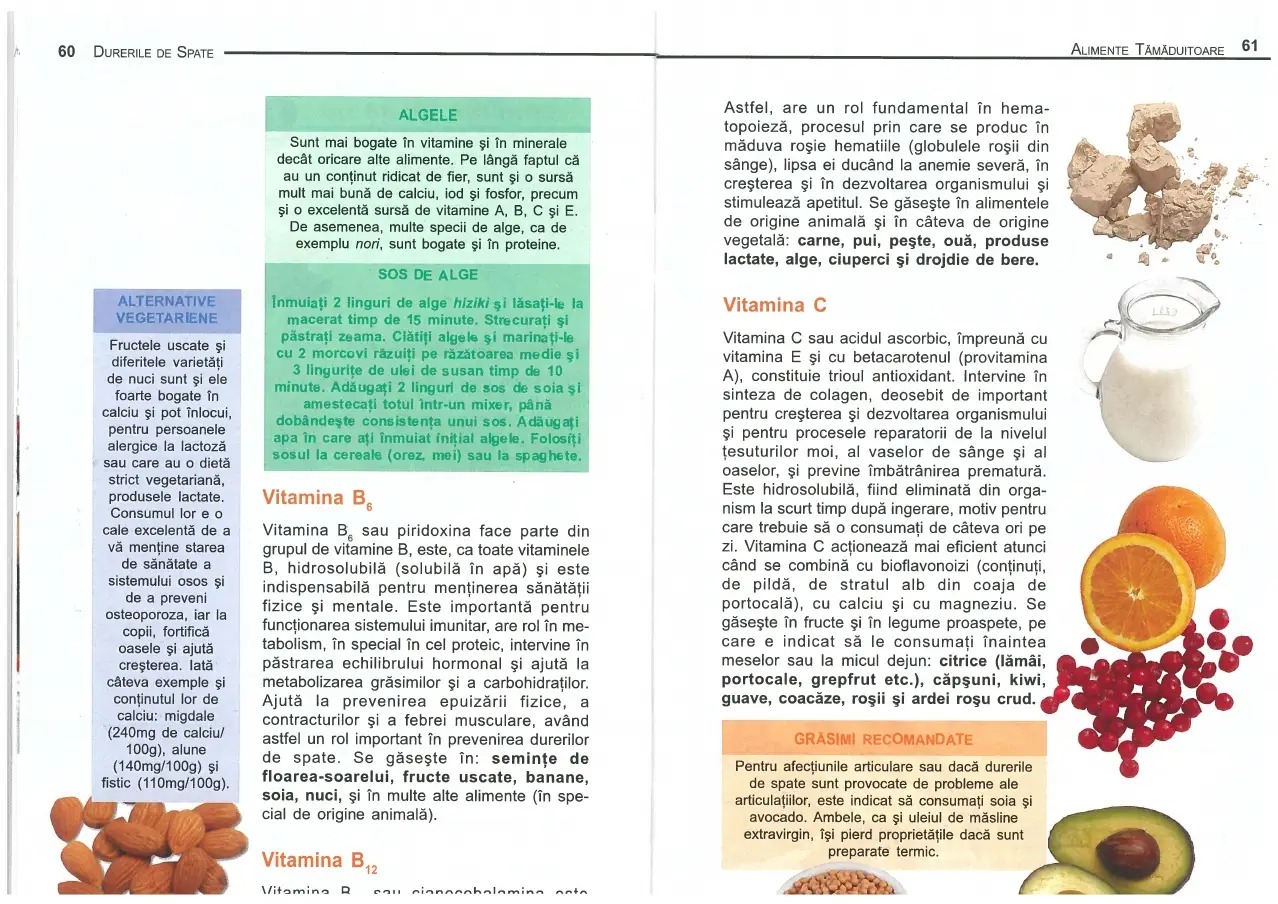 60 DURERILE DE SPATE
ALTERNATIVE
VEGETARIENE
Fructele uscate şi
diferitele varietăţi
de nuci sunt şi ele
foarte bogate în
calciu şi pot înlocui,
pentru persoanele
alergice la lactoză
sau care au o dietă
strict vegetariană,
produsele lactate.
Consumul lor e o
cale excelentă de a
vă menţine starea
de sănătate a
sistemului osos şi
de a preveni
osteoporoza, iar la
copii, fortifică
oasele şi ajută
creşterea. Iată
câteva exemple şi
conţinutul lor de
calciu: migdale
(240mg de calciu/
100g), alune
(140mg/100g) şi
fistic (110mg/100g).
ALGELE
Sunt mai bogate în vitamine şi în minerale
decât oricare alte alimente. Pe lângă faptul că
au un conţinut ridicat de fier, sunt şi o sursă
mult mai bună de calciu, iod şi fosfor, precum
şi o excelentă sursă de vitamine A, B, C şi E.
De asemenea, multe specii de alge, ca de
exemplu nori, sunt bogate şi în proteine.
SOS DE ALGE
Înmuiaţi 2 linguri de alge hiziki şi lăsaţi-le la
macerat timp de 15 minute. Strecuraţi şi
păstraţi zeama. Clătiţi algele şi marinaţi-le
cu 2 morcovi răzuiţi pe răzătoarea medie şi
3 linguriţe de ulei de susan timp de 10
minute. Adăugaţi 2 linguri de sos de soia şi
amestecaţi totul într-un mixer, până
dobândeşte consistenţa unui sos. Adăugaţi
apa în care aţi înmuiat iniţial algele. Folosiţi
sosul la cereale (orez, mei) sau la spaghete.
Vitamina B6
Vitamina B6 sau piridoxina face parte din
grupul de vitamine B, este, ca toate vitaminele
B, hidrosolubilă (solubilă în apă) şi este
indispensabilă pentru menţinerea sănătăţii
fizice şi mentale. Este importantă pentru
funcţionarea sistemului imunitar, are rol în me-
tabolism, în special în cel proteic, intervine în
păstrarea echilibrului hormonal şi ajută la
metabolizarea grăsimilor şi a carbohidraţilor.
Ajută la prevenirea epuizării fizice, a
contracturilor şi a febrei musculare, având
astfel un rol important în prevenirea durerilor
de spate. Se găseşte în: seminţe de
floarea-soarelui, fructe uscate, banane,
soia, nuci, şi în multe alte alimente (în spe-
cial de origine animală).
Vitamina B12
Vitamina B sau cianocobalamina este
ALIMENTE TĂMĂDUITOARE 61
Astfel, are un rol fundamental în hema-
topoieză, procesul prin care se produc în
măduva roşie hematiile (globulele roşii din
sânge), lipsa ei ducând la anemie severă, în
creşterea şi în dezvoltarea organismului şi
stimulează apetitul. Se găseşte în alimentele
de origine animală şi în câteva de origine
vegetală: carne, pui, peşte, ouă, produse
lactate, alge, ciuperci şi drojdie de bere.
Vitamina C
Vitamina C sau acidul ascorbic, împreună cu
vitamina E şi cu betacarotenul (provitamina
A), constituie trioul antioxidant. Intervine în
sinteza de colagen, deosebit de important
pentru creşterea şi dezvoltarea organismului
şi pentru procesele reparatorii de la nivelul
ţesuturilor moi, al vaselor de sânge şi al
oaselor, şi previne îmbătrânirea prematură.
Este hidrosolubilă, fiind eliminată din orga-
nism la scurt timp după ingerare, motiv pentru
care trebuie să o consumaţi de câteva ori pe
zi. Vitamina C acţionează mai eficient atunci
când se combină cu bioflavonoizi (conţinuţi,
de pildă, de stratul alb din coaja de
portocală), cu calciu şi cu magneziu. Se
găseşte în fructe şi în legume proaspete, pe
care e indicat să le consumaţi înaintea
meselor sau la micul dejun: citrice (lămâi,
portocale, grepfrut etc.), căpşuni, kiwi,
guave, coacăze, roşii şi ardei roşu crud.
GRĂSIMI RECOMANDATE
Pentru afecţiunile articulare sau dacă durerile
de spate sunt provocate de probleme ale
articulaţiilor, este indicat să consumaţi soia şi
avocado. Ambele, ca şi uleiul de măsline
extravirgin, îşi pierd proprietăţile dacă sunt
preparate termic.